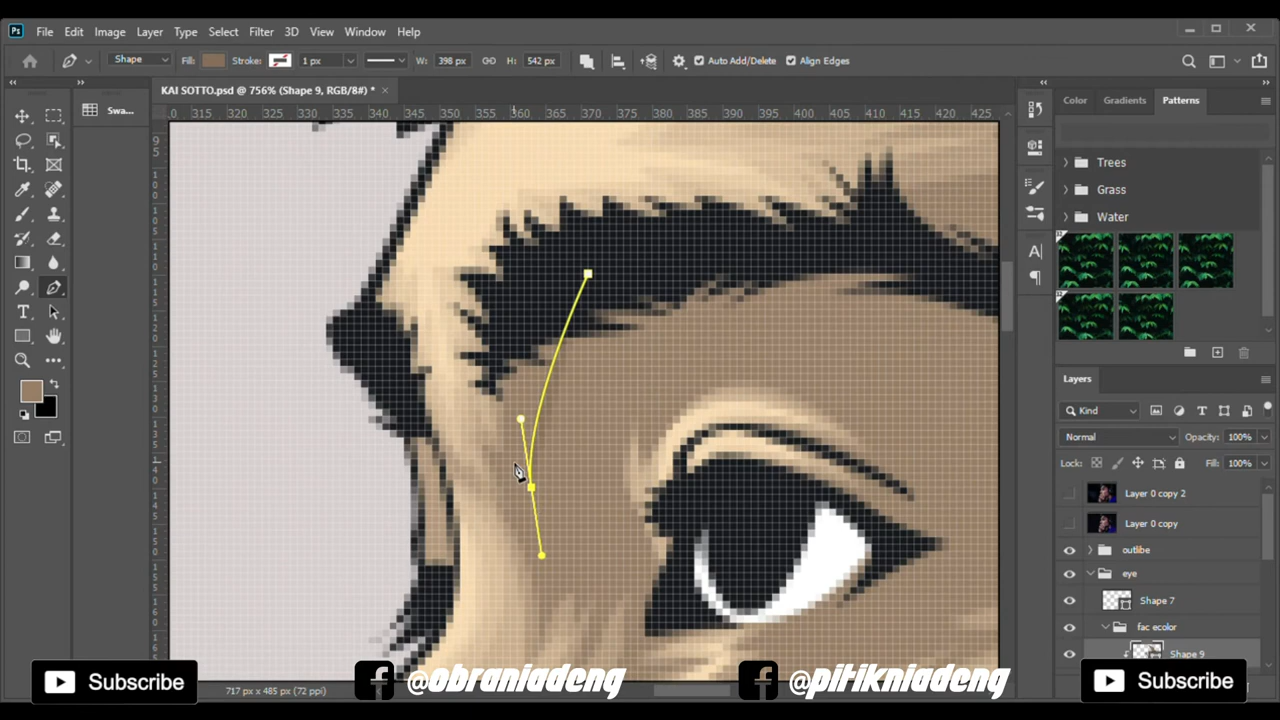 Ps File Edit Image Layer Type Select Filter 3D View Window Help
Shape Fill: Stroke: 1 px W: 398 px H: 542 px Auto Add/Delete Align Edges
KAI SOTTO.psd @ 756% (Shape 9, RGB/8#) * ×
Swa...
315 320 325 330 335 340 345 350 355 360 365 370 375 380 385 390 395 400 405 410 415 420 425
Color Gradients Patterns
Trees
Grass
Water
Layers
Kind
Normal Opacity: 100%
Lock: Fill: 100%
Layer 0 copy 2
Layer 0 copy
outlibe
eye
Shape 7
fac ecolor
Shape 9
Subscribe @obraniadeng @pitikniadeng Subscribe
717 px x 485 px (72 ppi)